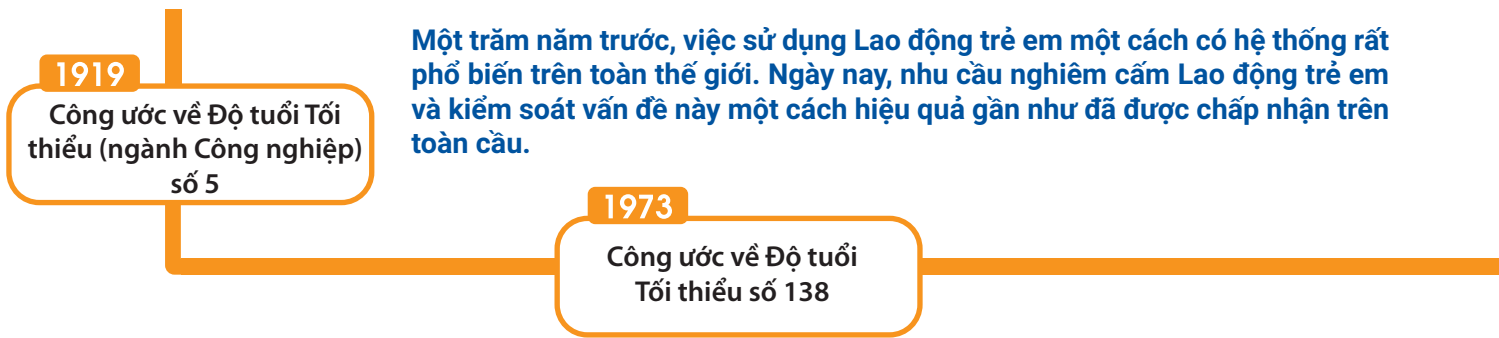 1919
Công ước về Độ tuổi Tối
thiểu (ngành Công nghiệp)
số 5
Một trăm năm trước, việc sử dụng Lao động trẻ em một cách có hệ thống rất
phổ biến trên toàn thế giới. Ngày nay, nhu cầu nghiêm cấm Lao động trẻ em
và kiểm soát vấn đề này một cách hiệu quả gần như đã được chấp nhận trên
toàn cầu.
1973
Công ước về Độ tuổi
Tối thiểu số 138